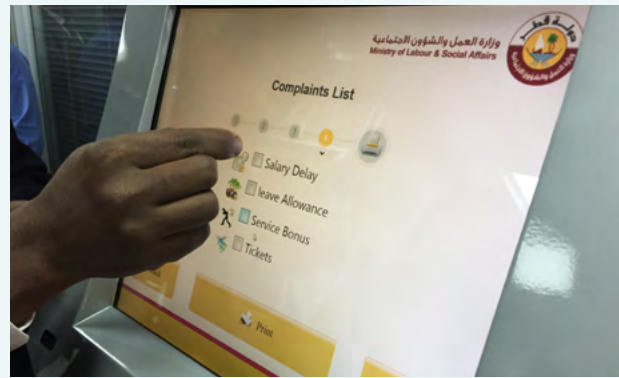 وزارة العمل والشؤون الاجتماعية
Ministry of Labour & Social Affairs
دولة قطر
Complaints List
4
Salary Delay
leave Allowance
Service Bonus
Tickets
Print